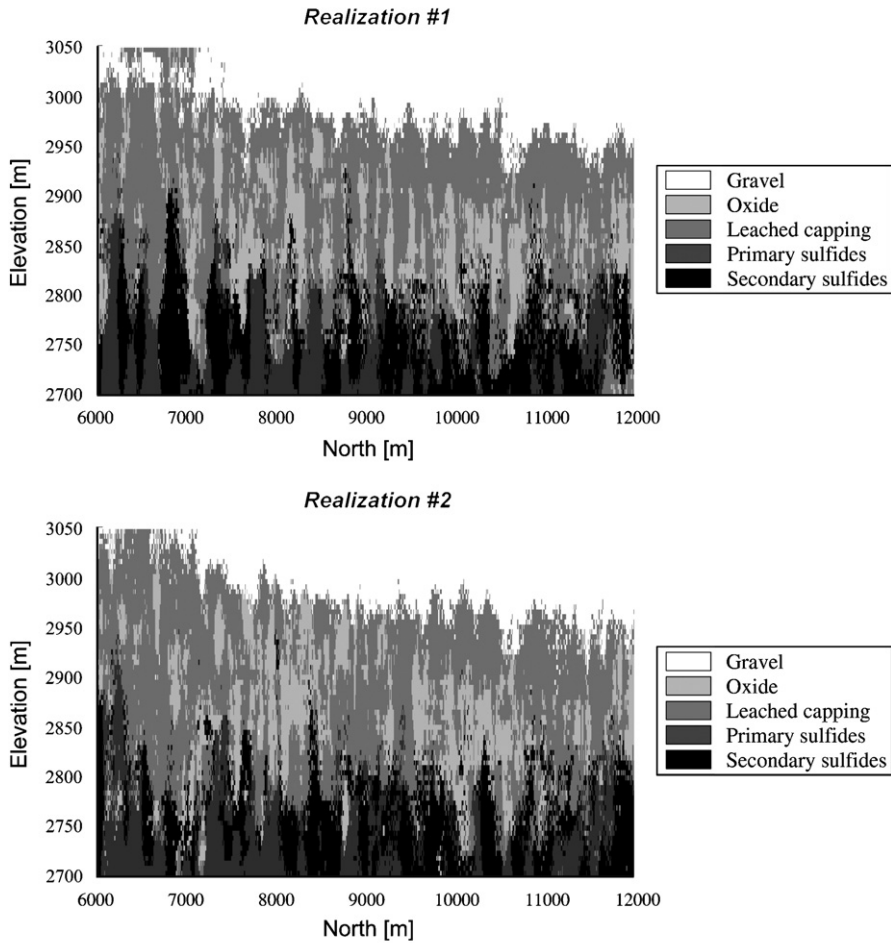 Realization #1
3050
3000
2950
2900
2850
2800
2750
2700
Elevation [m]
6000 7000 8000 9000 10000 11000 12000
North [m]
Gravel
Oxide
Leached capping
Primary sulfides
Secondary sulfides
Realization #2
3050
3000
2950
2900
2850
2800
2750
2700
Elevation [m]
6000 7000 8000 9000 10000 11000 12000
North [m]
Gravel
Oxide
Leached capping
Primary sulfides
Secondary sulfides